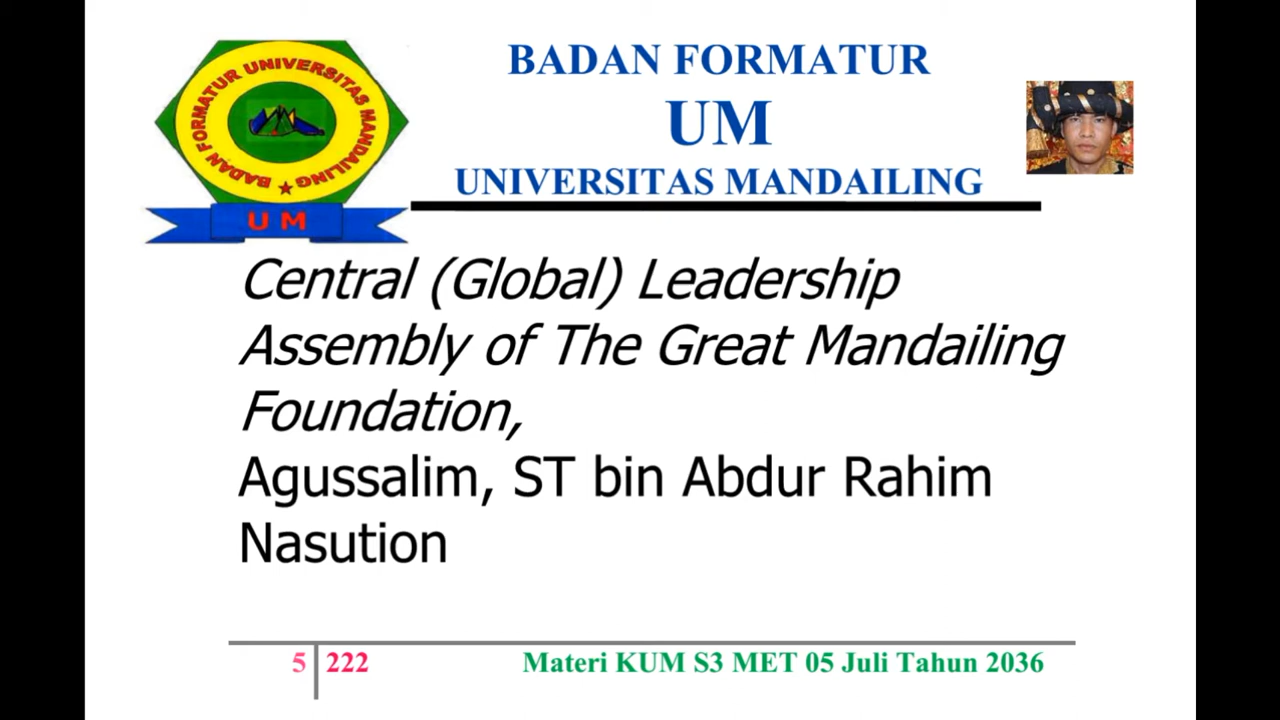 BADAN FORMATUR UNIVERSITAS MANDAILING
UM
BADAN FORMATUR
UM
UNIVERSITAS MANDAILING
Central (Global) Leadership
Assembly of The Great Mandailing
Foundation,
Agussalim, ST bin Abdur Rahim
Nasution
5 222
Materi KUM S3 MET 05 Juli Tahun 2036